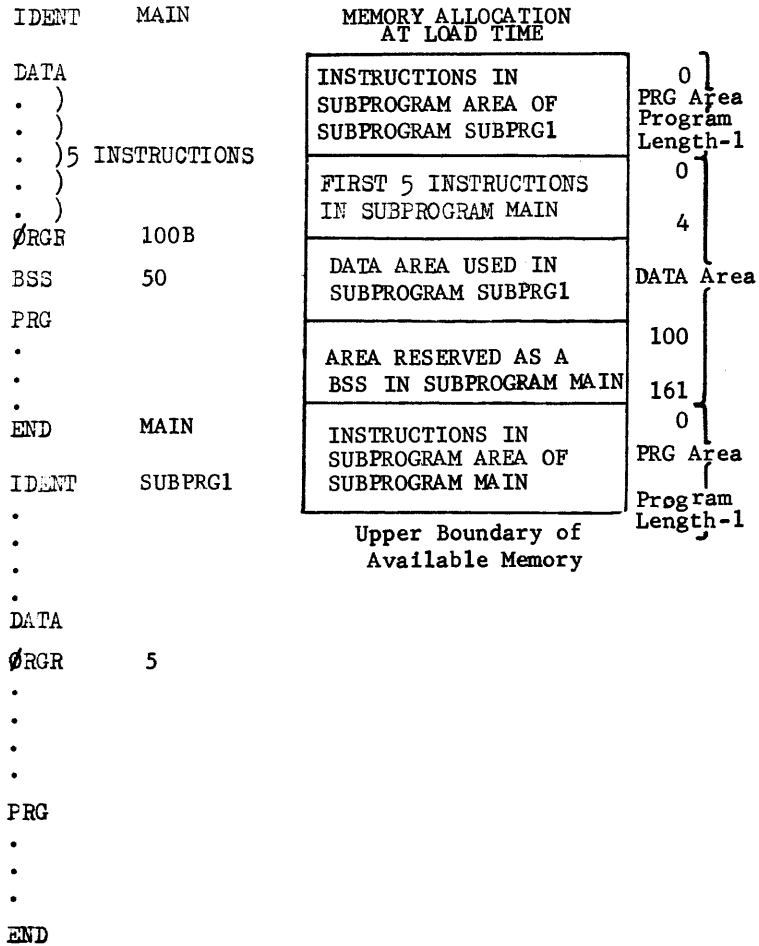 IDENT MAIN
DATA
. )
. )
. )5 INSTRUCTIONS
. )
. )
ØRGR 100B
BSS 50
PRG
.
.
.
END MAIN
IDENT SUBPRG1
.
.
.
.
DATA
ØRGR 5
.
.
.
.
PRG
.
.
.
END
MEMORY ALLOCATION
AT LOAD TIME
INSTRUCTIONS IN
SUBPROGRAM AREA OF
SUBPROGRAM SUBPRG1
FIRST 5 INSTRUCTIONS
IN SUBPROGRAM MAIN
DATA AREA USED IN
SUBPROGRAM SUBPRG1
AREA RESERVED AS A
BSS IN SUBPROGRAM MAIN
INSTRUCTIONS IN
SUBPROGRAM AREA OF
SUBPROGRAM MAIN
Upper Boundary of
Available Memory
0
PRG Area
Program
Length-1
0
4
DATA Area
100
161
0
PRG Area
Program
Length-1